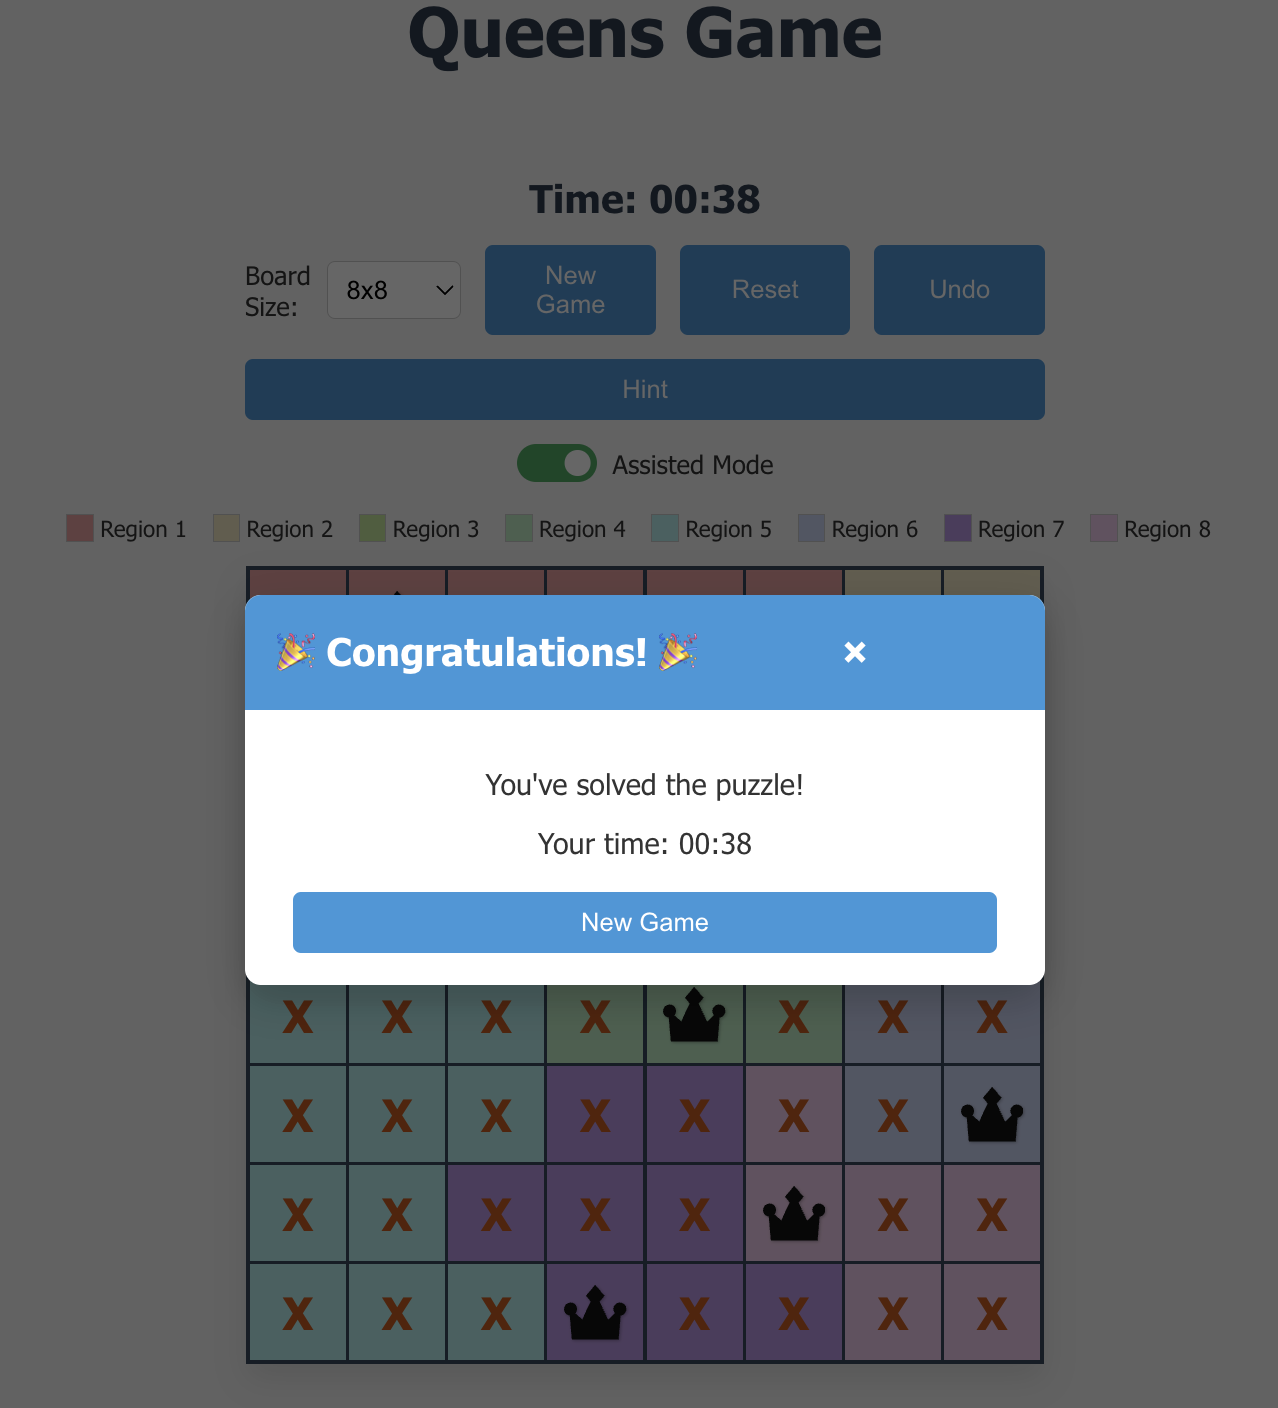 Queens Game
Time: 00:38
Board
Size:
8x8
New
Game
Reset
Undo
Hint
Assisted Mode
Region 1 Region 2 Region 3 Region 4 Region 5 Region 6 Region 7 Region 8
🎉 Congratulations! 🎉 ×
You've solved the puzzle!
Your time: 00:38
New Game
X X X X X X X
X X X X X X X
X X X X X X X
X X X X X X X